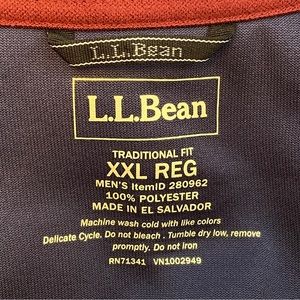 L.L.Bean
L.L.Bean
TRADITIONAL FIT
XXL REG
MEN'S ItemID 280962
100% POLYESTER
MADE IN EL SALVADOR
Machine wash cold with like colors
Delicate Cycle. Do not bleach . Tumble dry low, remove
promptly. Do not iron
RN71341 VN1002949